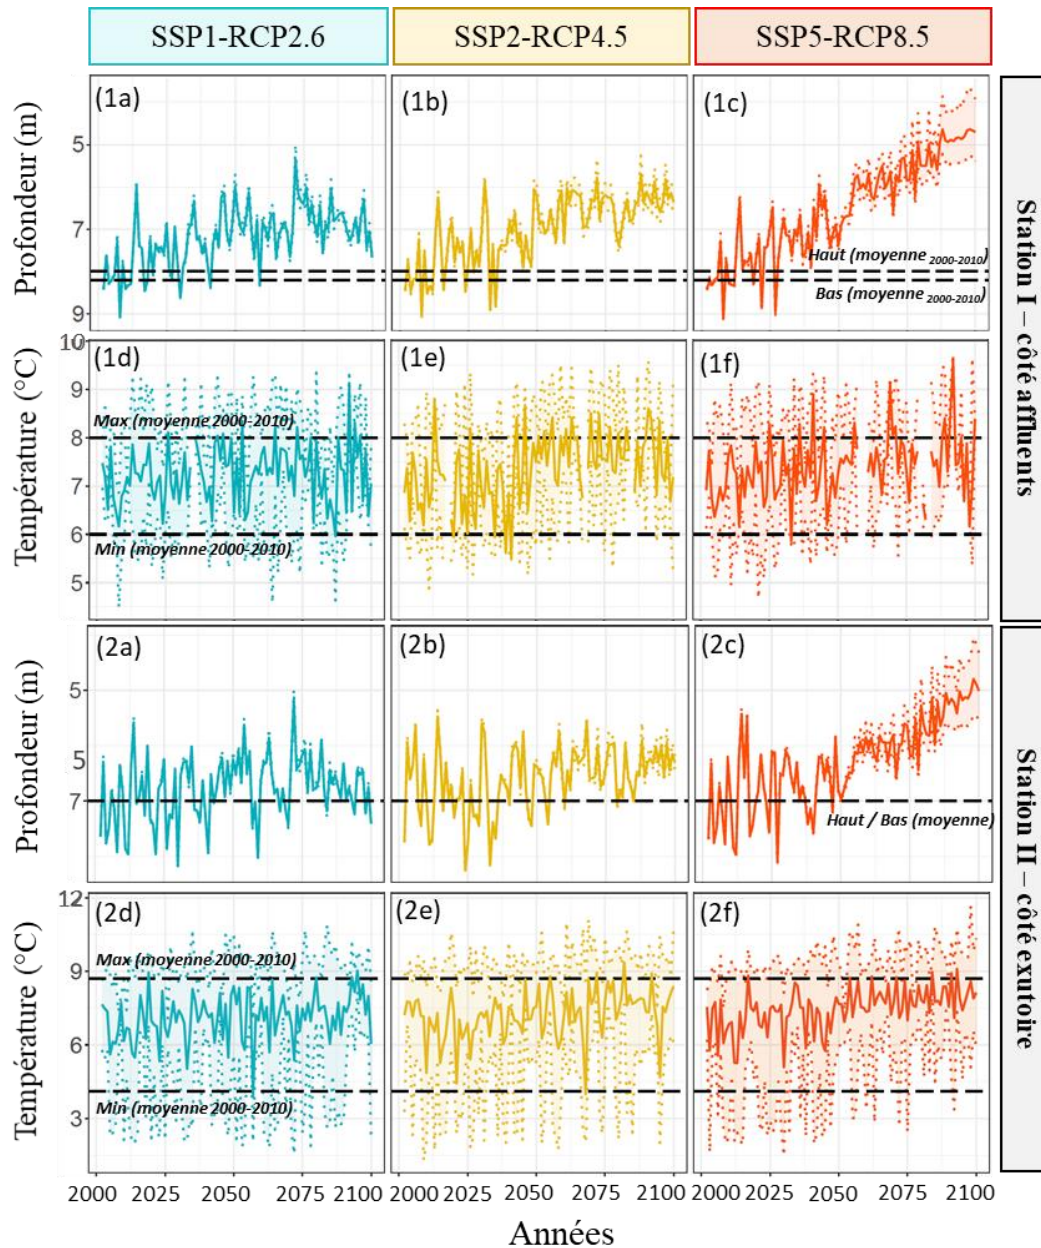 SSP1-RCP2.6
SSP2-RCP4.5
SSP5-RCP8.5
Profondeur (m)
5
7
9
(1a)
(1b)
(1c)
Haut (moyenne 2000-2010)
Bas (moyenne 2000-2010)
Station I – côté affluents
Température (°C)
10
9
8
7
6
5
(1d)
Max (moyenne 2000-2010)
Min (moyenne 2000-2010)
(1e)
(1f)
Profondeur (m)
5
5
7
(2a)
(2b)
(2c)
Haut / Bas (moyenne)
Station II – côté exutoire
Température (°C)
12
9
6
3
(2d)
Max (moyenne 2000-2010)
Min (moyenne 2000-2010)
(2e)
(2f)
2000 2025 2050 2075 2100
2000 2025 2050 2075 2100
2000 2025 2050 2075 2100
Années